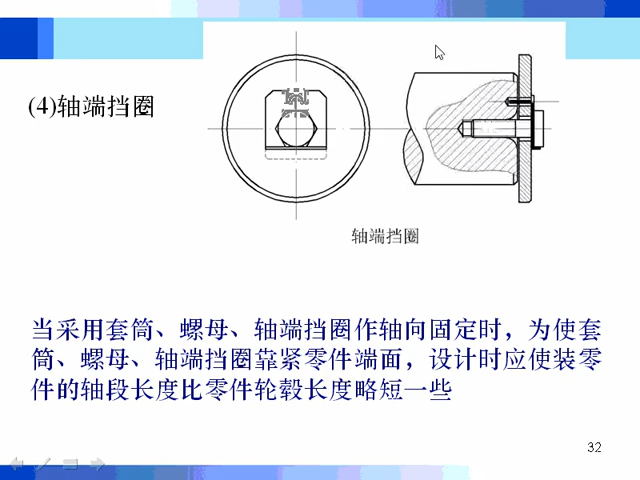 (4)轴端挡圈
轴端挡圈
当采用套筒、螺母、轴端挡圈作轴向固定时，为使套
筒、螺母、轴端挡圈靠紧零件端面，设计时应使装零
件的轴段长度比零件轮毂长度略短一些
32